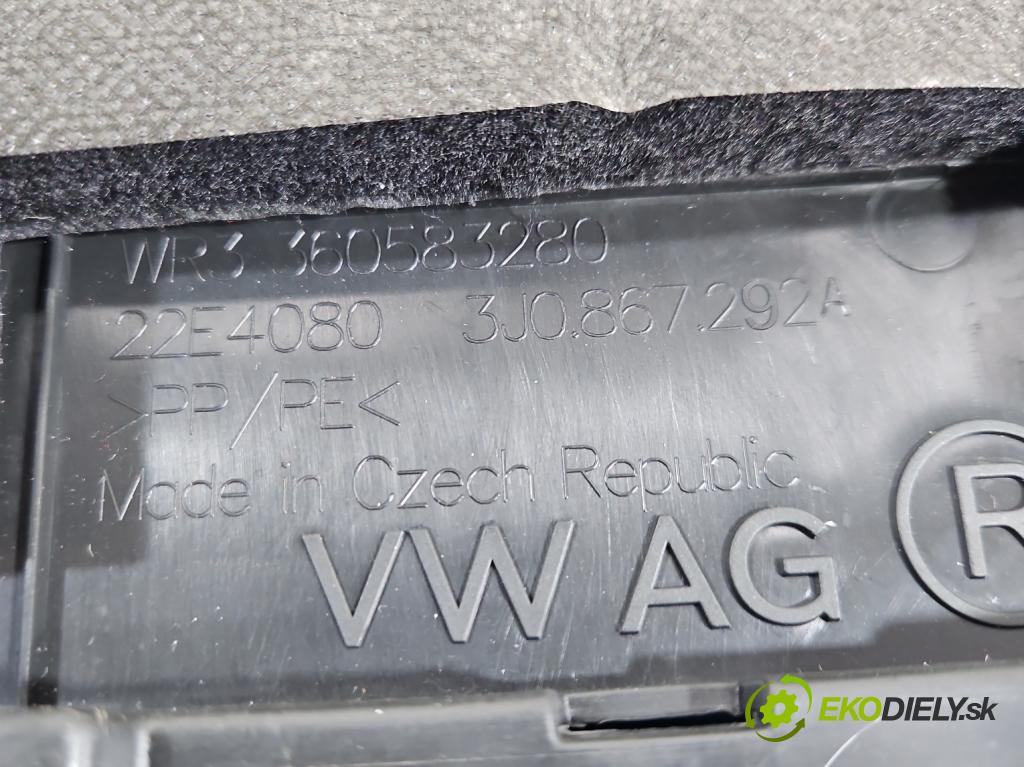 WR3 360583280
22E4080 3J0.867.292A
>PP/PE<
Made in Czech Republic
VW AG R
EKODIELY.sk